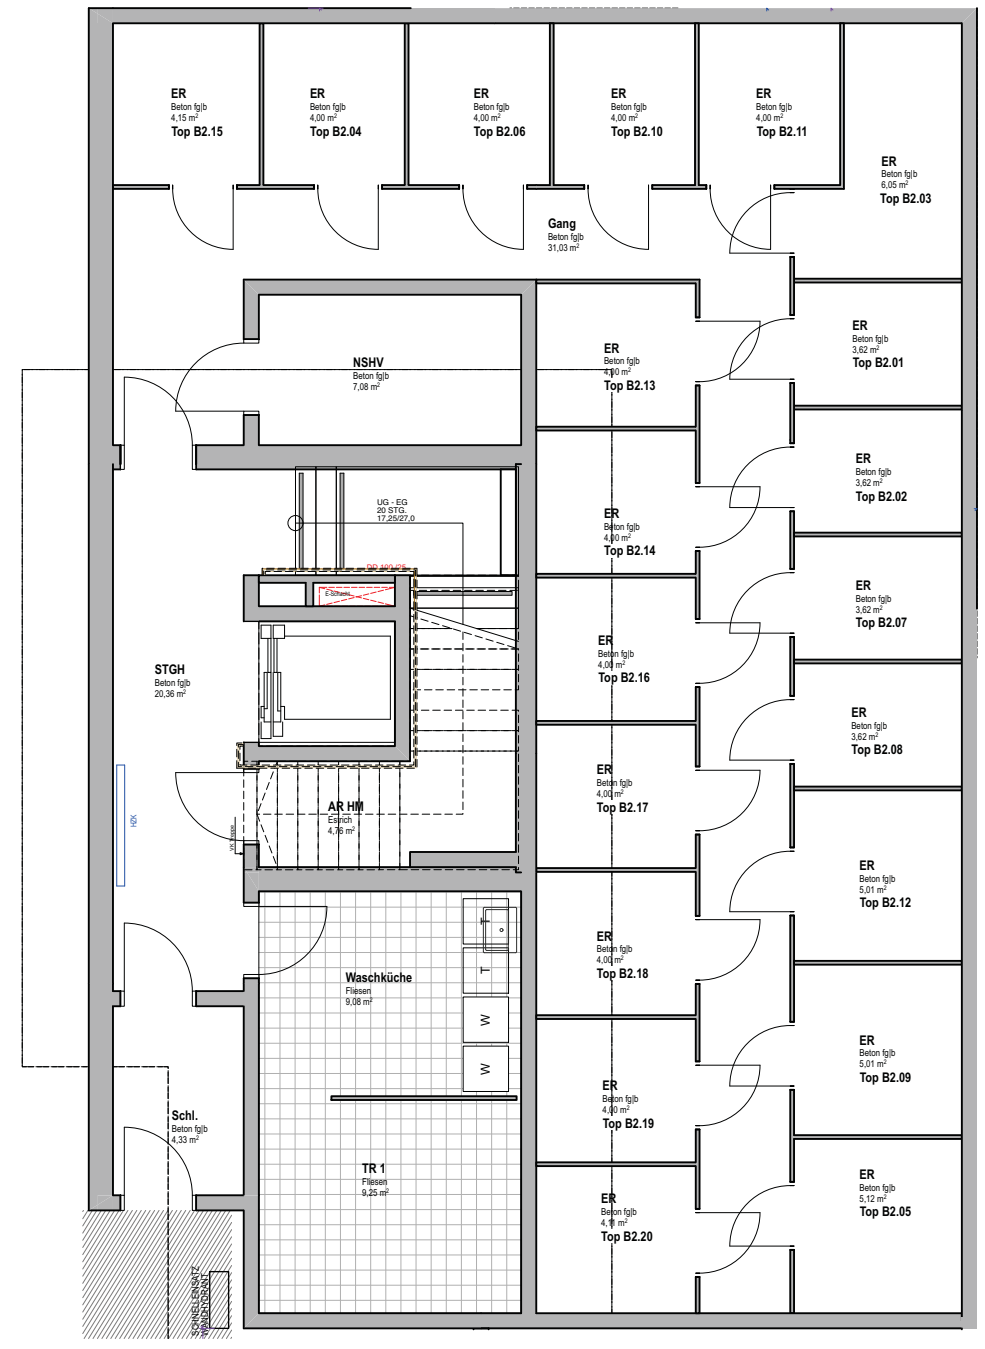 ER
Beton fg|b
4,15 m²
Top B2.15
ER
Beton fg|b
4,00 m²
Top B2.04
ER
Beton fg|b
4,00 m²
Top B2.06
ER
Beton fg|b
4,00 m²
Top B2.10
ER
Beton fg|b
4,00 m²
Top B2.11
ER
Beton fg|b
6,05 m²
Top B2.03
Gang
Beton fg|b
31,03 m²
NSHV
Beton fg|b
7,08 m²
ER
Beton fg|b
4,00 m²
Top B2.13
ER
Beton fg|b
3,62 m²
Top B2.01
ER
Beton fg|b
3,62 m²
Top B2.02
UG - EG
20 STG.
17,25/27,0
ER
Beton fg|b
4,00 m²
Top B2.14
DD 100 /25
E-Schacht
ER
Beton fg|b
3,62 m²
Top B2.07
STGH
Beton fg|b
20,36 m²
ER
Beton fg|b
4,00 m²
Top B2.16
ER
Beton fg|b
3,62 m²
Top B2.08
HZK
VK Treppe
AR HM
Estrich
4,76 m²
ER
Beton fg|b
4,00 m²
Top B2.17
ER
Beton fg|b
5,01 m²
Top B2.12
Waschküche
Fliesen
9,08 m²
T
T
W
W
ER
Beton fg|b
4,00 m²
Top B2.18
ER
Beton fg|b
5,01 m²
Top B2.09
Schl.
Beton fg|b
4,33 m²
ER
Beton fg|b
4,00 m²
Top B2.19
TR 1
Fliesen
9,25 m²
ER
Beton fg|b
4,11 m²
Top B2.20
ER
Beton fg|b
5,12 m²
Top B2.05
SCHNELLEINSATZ
WANDHYDRANT